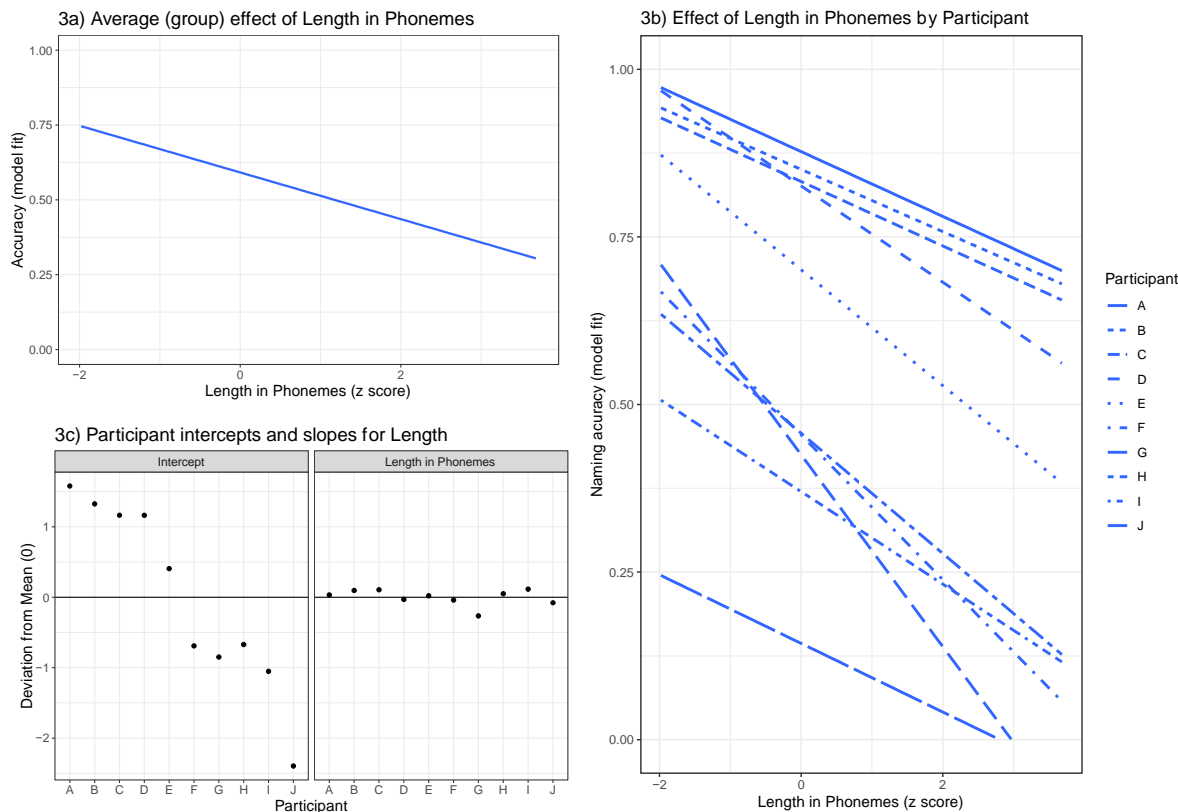 3a) Average (group) effect of Length in Phonemes
1.00
0.75
0.50
0.25
0.00
Accuracy (model fit)
−2 0 2
Length in Phonemes (z score)
3c) Participant intercepts and slopes for Length
Intercept Length in Phonemes
1
0
−1
−2
Deviation from Mean (0)
A B C D E F G H I J A B C D E F G H I J
Participant
3b) Effect of Length in Phonemes by Participant
1.00
0.75
0.50
0.25
0.00
Naming acuracy (model fit)
−2 0 2
Length in Phonemes (z score)
Participant
A
B
C
D
E
F
G
H
I
J